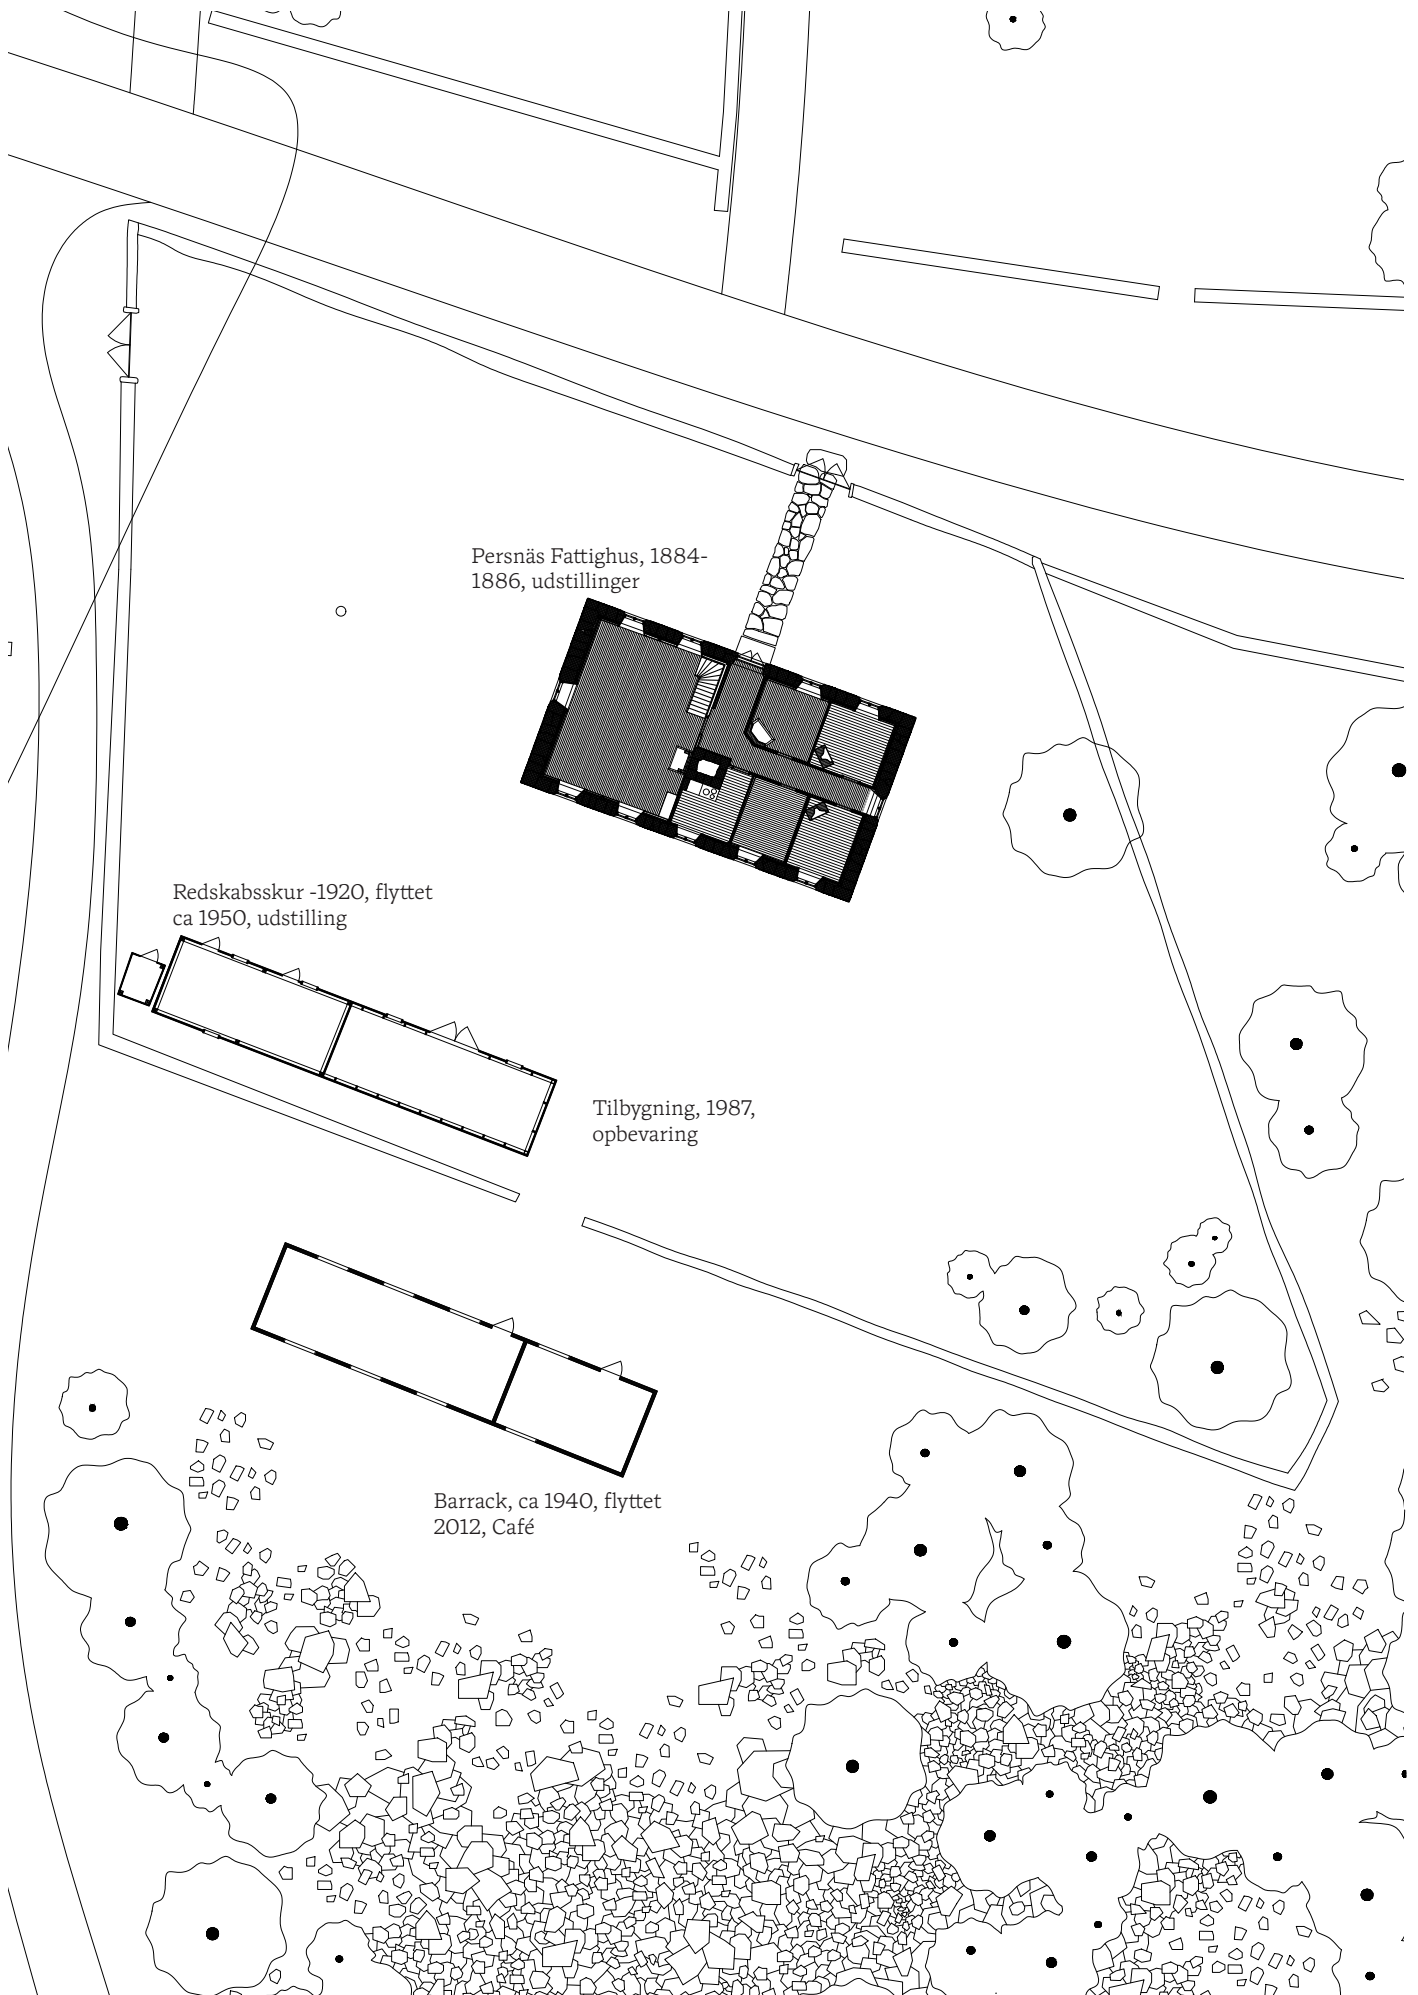 Persnäs Fattighus, 1884-
1886, udstillinger
Redskabsskur -1920, flyttet
ca 1950, udstilling
Tilbygning, 1987,
opbevaring
Barrack, ca 1940, flyttet
2012, Café